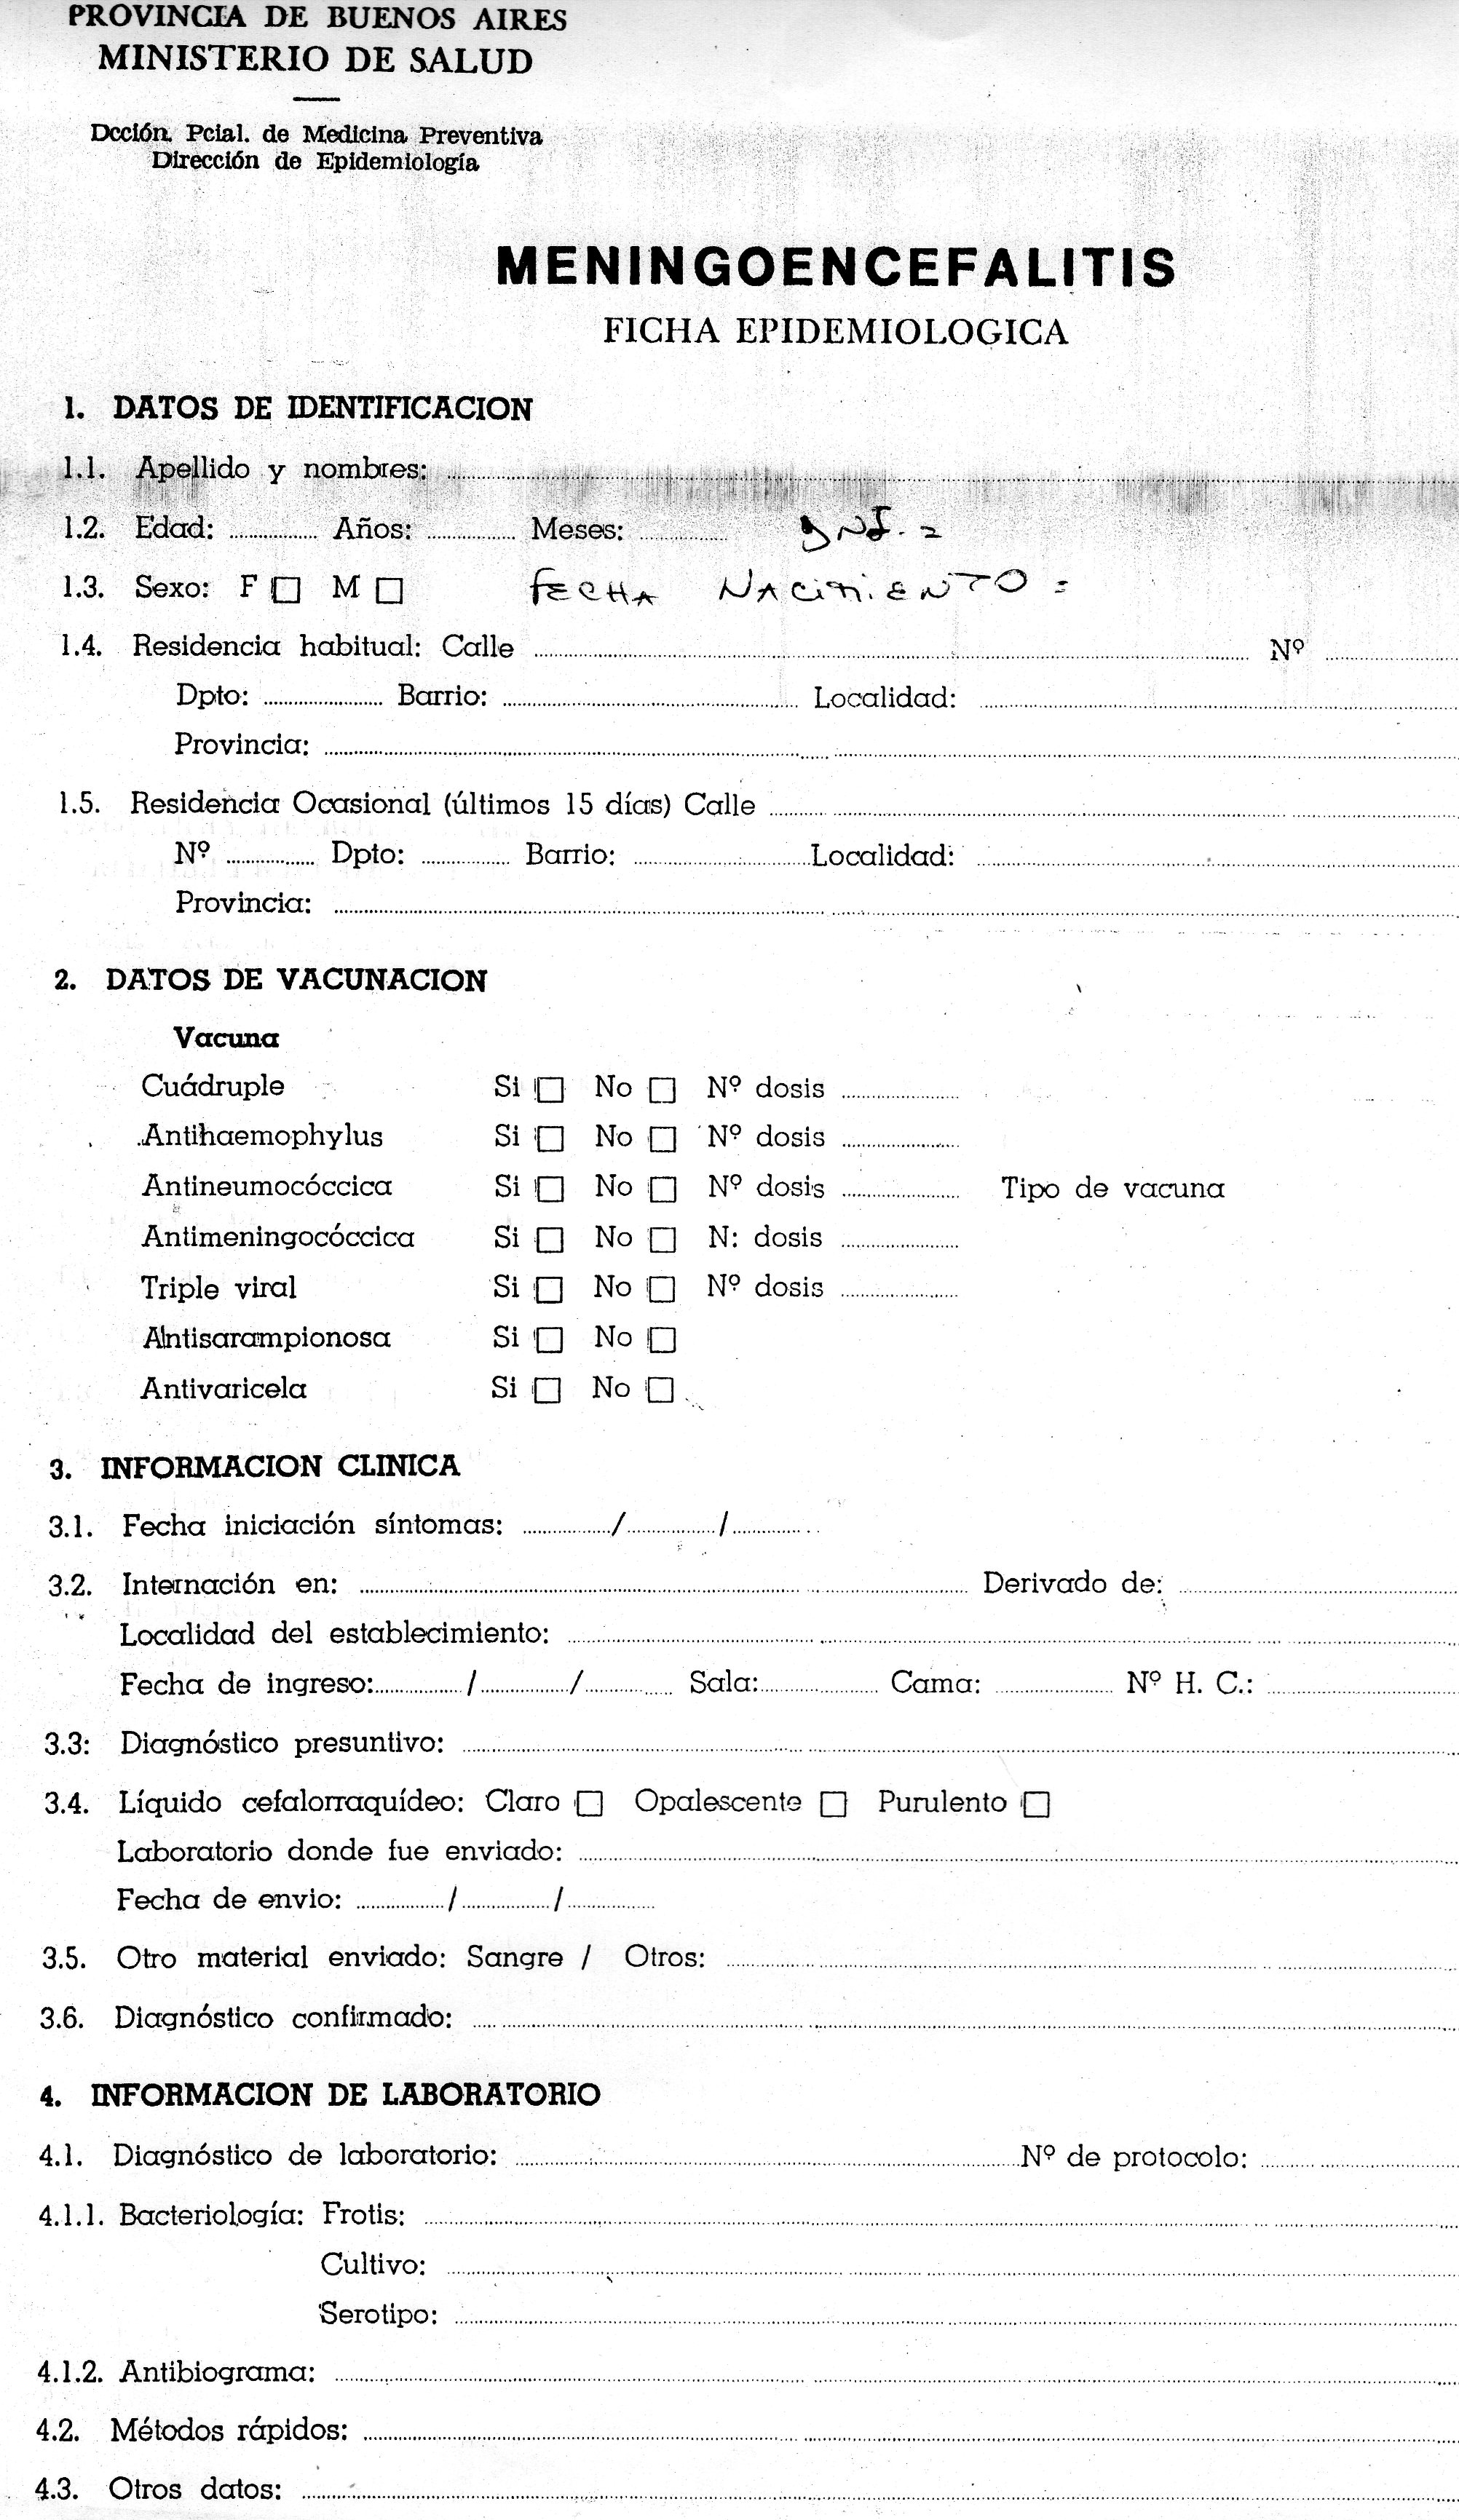 PROVINCIA DE BUENOS AIRES
MINISTERIO DE SALUD
Dcción. Pcial. de Medicina Preventiva
Dirección de Epidemiología
MENINGOENCEFALITIS
FICHA EPIDEMIOLOGICA
1. DATOS DE IDENTIFICACION
1.1. Apellido y nombres:
1.2. Edad: Años: Meses: DNI. =
1.3. Sexo: F □ M □ FECHA NACIMIENTO =
1.4. Residencia habitual: Calle Nº
Dpto: Barrio: Localidad:
Provincia:
1.5. Residencia Ocasional (últimos 15 días) Calle
Nº Dpto: Barrio: Localidad:
Provincia:
2. DATOS DE VACUNACION
Vacuna
Cuádruple Si □ No □ Nº dosis
Antihaemophylus Si □ No □ Nº dosis
Antineumocóccica Si □ No □ Nº dosis Tipo de vacuna
Antimeningocóccica Si □ No □ N: dosis
Triple viral Si □ No □ Nº dosis
Antisarampionosa Si □ No □
Antivaricela Si □ No □
3. INFORMACION CLINICA
3.1. Fecha iniciación síntomas: / /
3.2. Internación en: Derivado de:
Localidad del establecimiento:
Fecha de ingreso: / / Sala: Cama: Nº H. C.:
3.3: Diagnóstico presuntivo:
3.4. Líquido cefalorraquídeo: Claro □ Opalescente □ Purulento □
Laboratorio donde fue enviado:
Fecha de envio: / /
3.5. Otro material enviado: Sangre / Otros:
3.6. Diagnóstico confirmado:
4. INFORMACION DE LABORATORIO
4.1. Diagnóstico de laboratorio: Nº de protocolo:
4.1.1. Bacteriología: Frotis:
Cultivo:
Serotipo:
4.1.2. Antibiograma:
4.2. Métodos rápidos:
4.3. Otros datos: